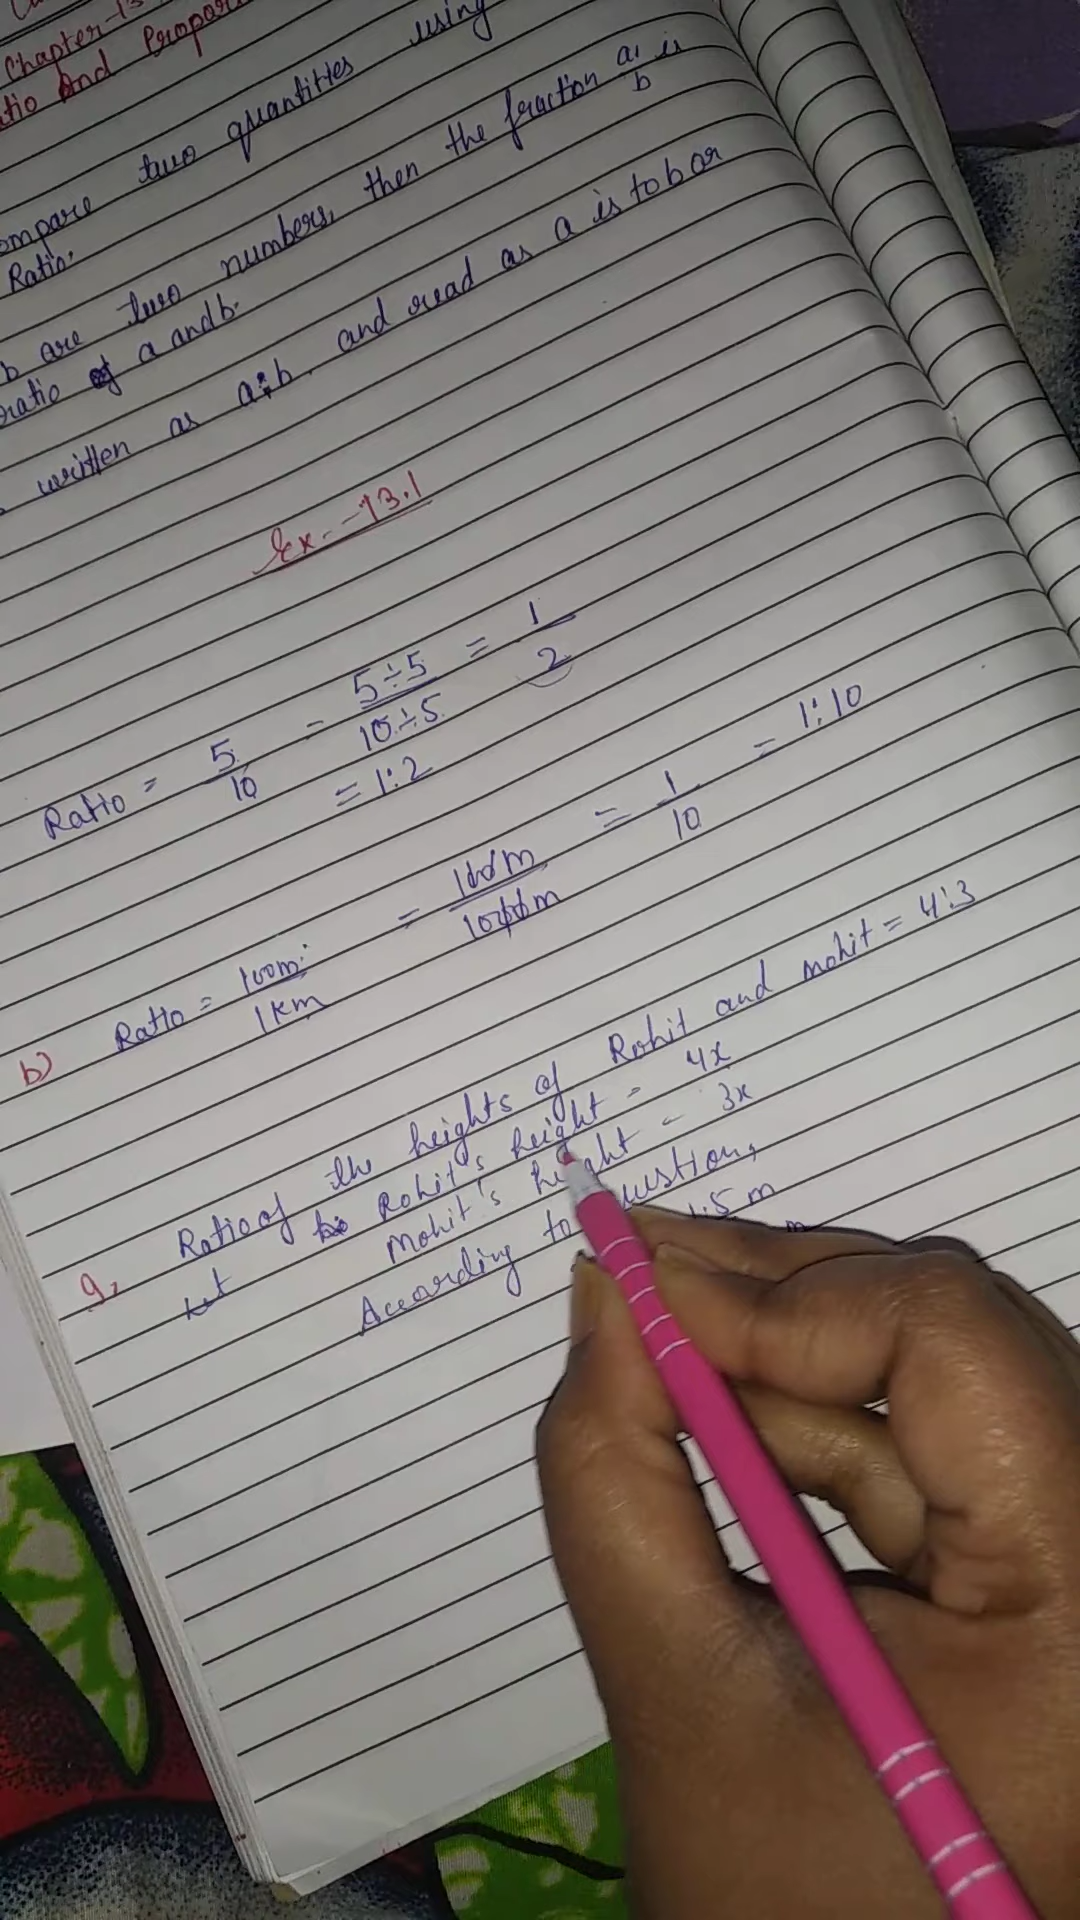 Chapter-13
And Propar
ompare two quantities using
Ratio.
b are two numbers, then the fraction a is
b
ratio of a and b.
written as a:b. and read as a is to b or
Ex.-13.1
Ratio = 5/10 = 5÷5/10÷5 = 1/2
= 1:2
b) Ratio = 100m/1km = 100m/1000m = 1/10 = 1:10
9, Ratio of the heights of Rohit and mohit = 4:3
let Rohit's height = 4x
Mohit's height = 3x
According to question,
1.5 m
m